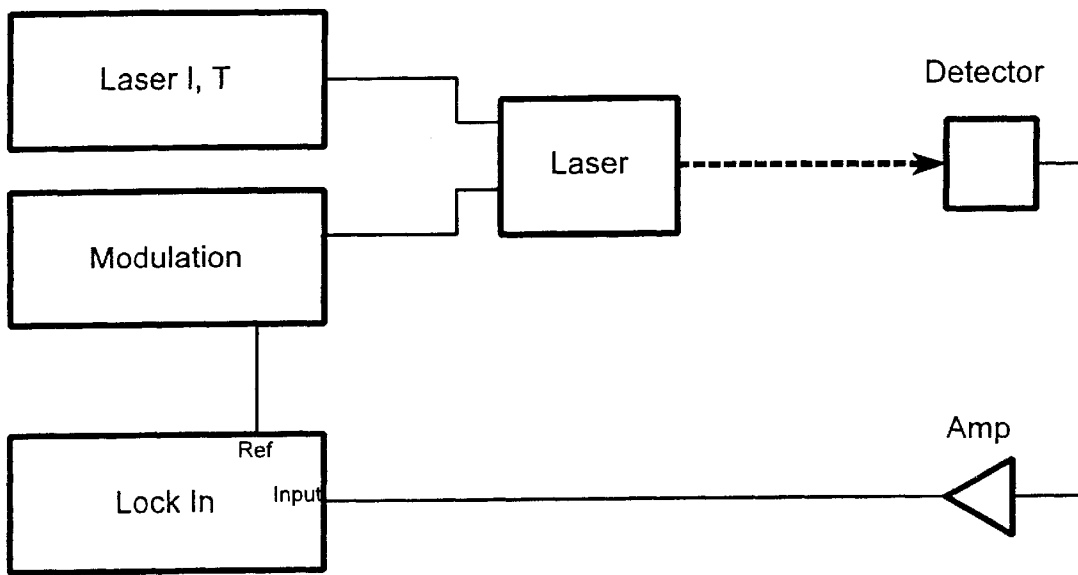 Laser I, T
Detector
Laser
Modulation
Ref
Amp
Input
Lock In